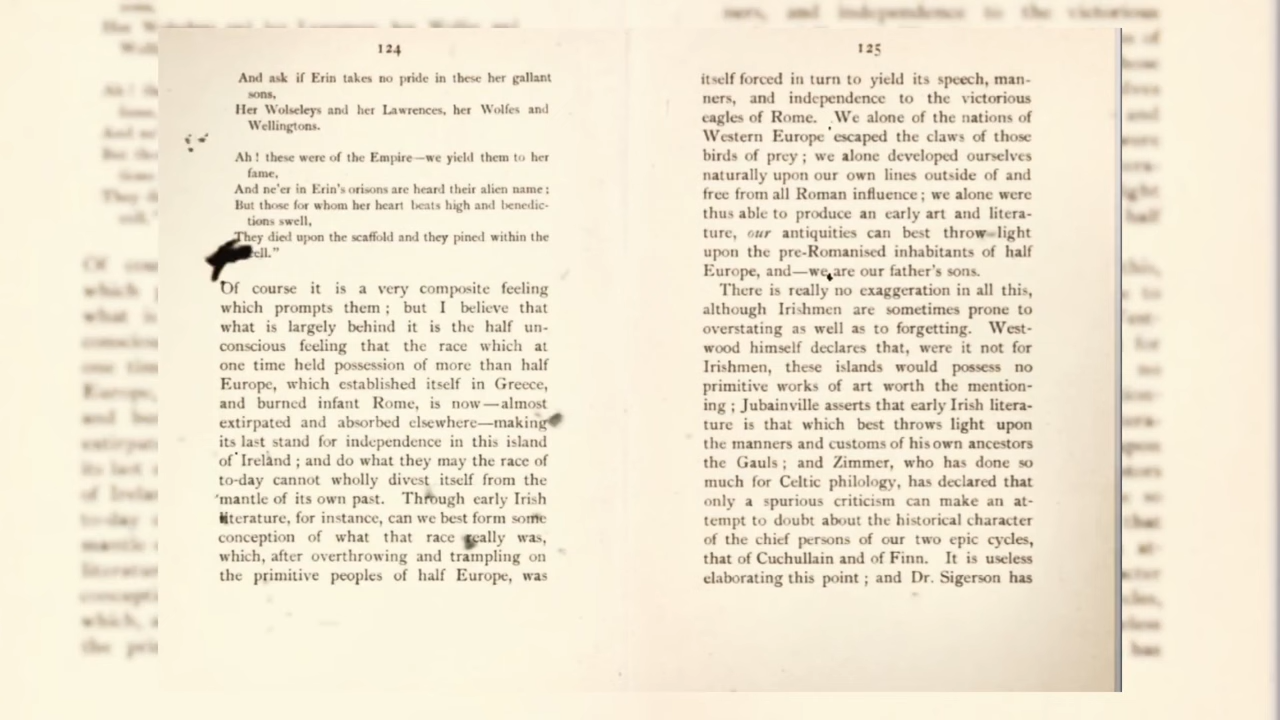 124
And ask if Erin takes no pride in these her gallant
sons,
Her Wolseleys and her Lawrences, her Wolfes and
Wellingtons.
Ah! these were of the Empire—we yield them to her
fame,
And ne'er in Erin's orisons are heard their alien name;
But those for whom her heart beats high and benedic-
tions swell,
They died upon the scaffold and they pined within the
cell."
Of course it is a very composite feeling
which prompts them; but I believe that
what is largely behind it is the half un-
conscious feeling that the race which at
one time held possession of more than half
Europe, which established itself in Greece,
and burned infant Rome, is now—almost
extirpated and absorbed elsewhere—making
its last stand for independence in this island
of Ireland; and do what they may the race of
to-day cannot wholly divest itself from the
mantle of its own past. Through early Irish
literature, for instance, can we best form some
conception of what that race really was,
which, after overthrowing and trampling on
the primitive peoples of half Europe, was
125
itself forced in turn to yield its speech, man-
ners, and independence to the victorious
eagles of Rome. We alone of the nations of
Western Europe escaped the claws of those
birds of prey; we alone developed ourselves
naturally upon our own lines outside of and
free from all Roman influence; we alone were
thus able to produce an early art and litera-
ture, our antiquities can best throw light
upon the pre-Romanised inhabitants of half
Europe, and—we are our father's sons.
There is really no exaggeration in all this,
although Irishmen are sometimes prone to
overstating as well as to forgetting. West-
wood himself declares that, were it not for
Irishmen, these islands would possess no
primitive works of art worth the mention-
ing; Jubainville asserts that early Irish litera-
ture is that which best throws light upon
the manners and customs of his own ancestors
the Gauls; and Zimmer, who has done so
much for Celtic philology, has declared that
only a spurious criticism can make an at-
tempt to doubt about the historical character
of the chief persons of our two epic cycles,
that of Cuchullain and of Finn. It is useless
elaborating this point; and Dr. Sigerson has